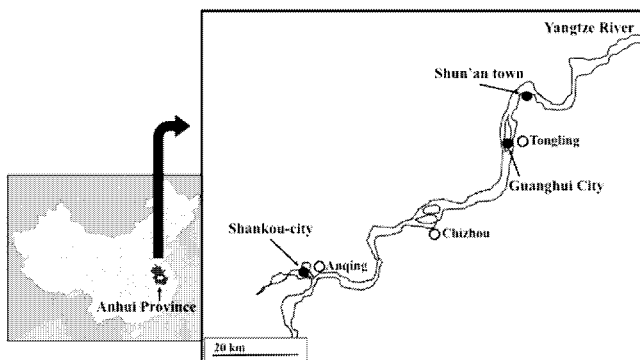 Yangtze River
Shun'an town
Tongling
Guanghui City
Chizhou
Shankou-city
Anqing
Anhui Province
20 km